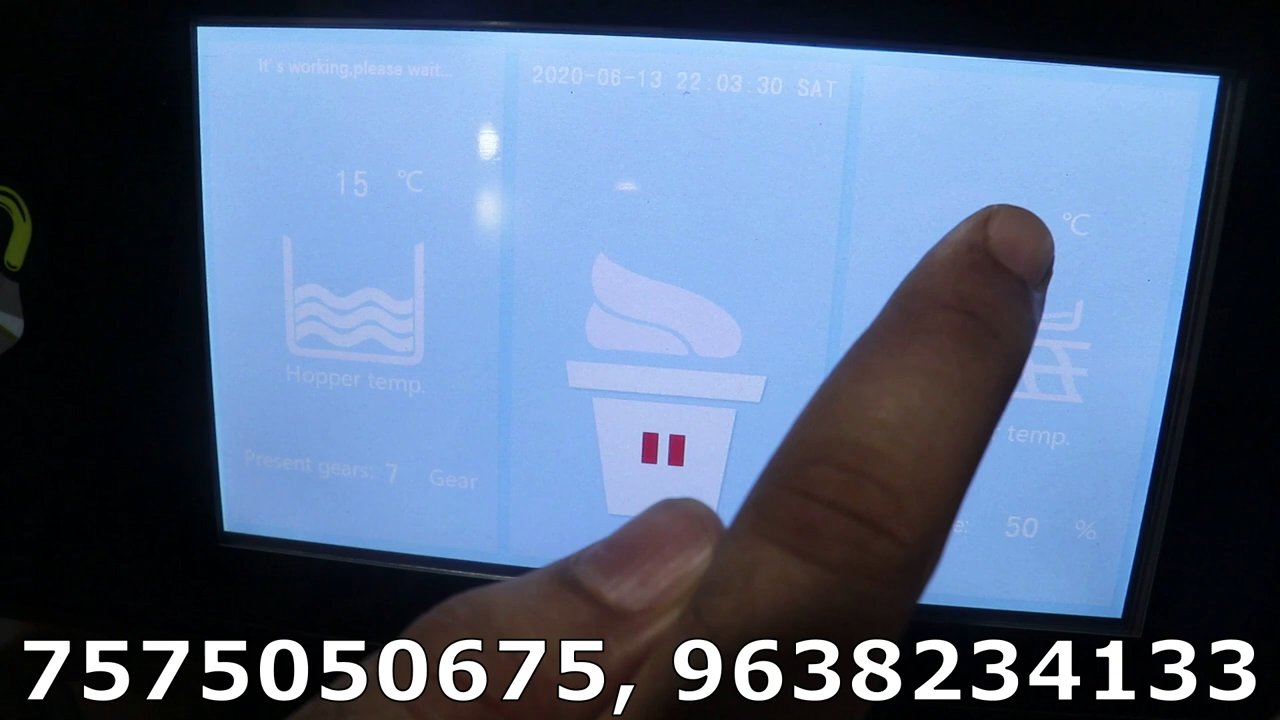 It's working,please wait...
2020-06-13 22:03:30 SAT
15 ℃
℃
Hopper temp.
temp.
Present gears: 7 Gear
e: 50 %
7575050675, 9638234133